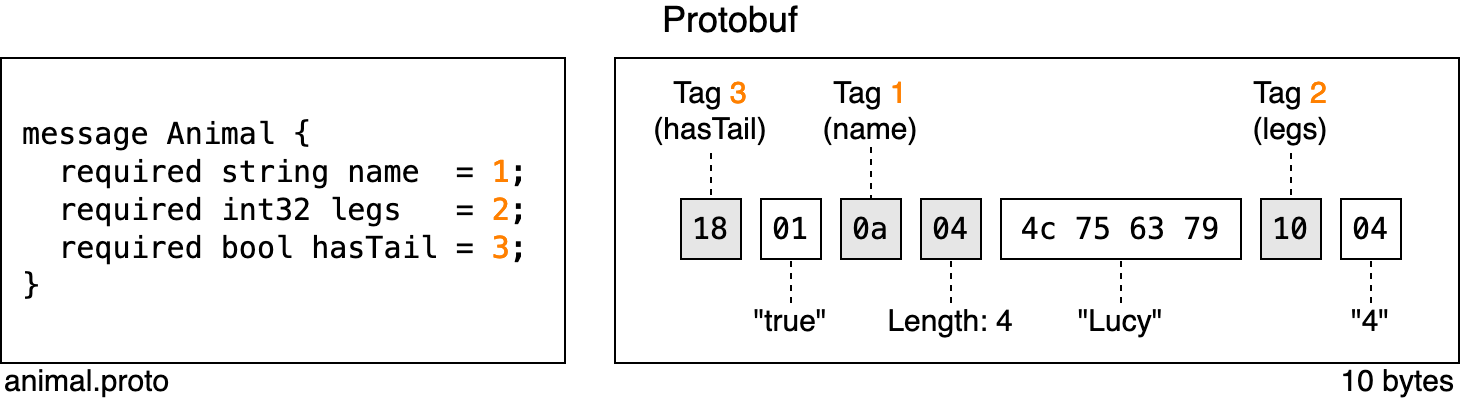 Protobuf
message Animal {
  required string name  = 1;
  required int32 legs   = 2;
  required bool hasTail = 3;
}
animal.proto
Tag 3 Tag 1 Tag 2
(hasTail) (name) (legs)
18 01 0a 04 4c 75 63 79 10 04
"true" Length: 4 "Lucy" "4"
10 bytes